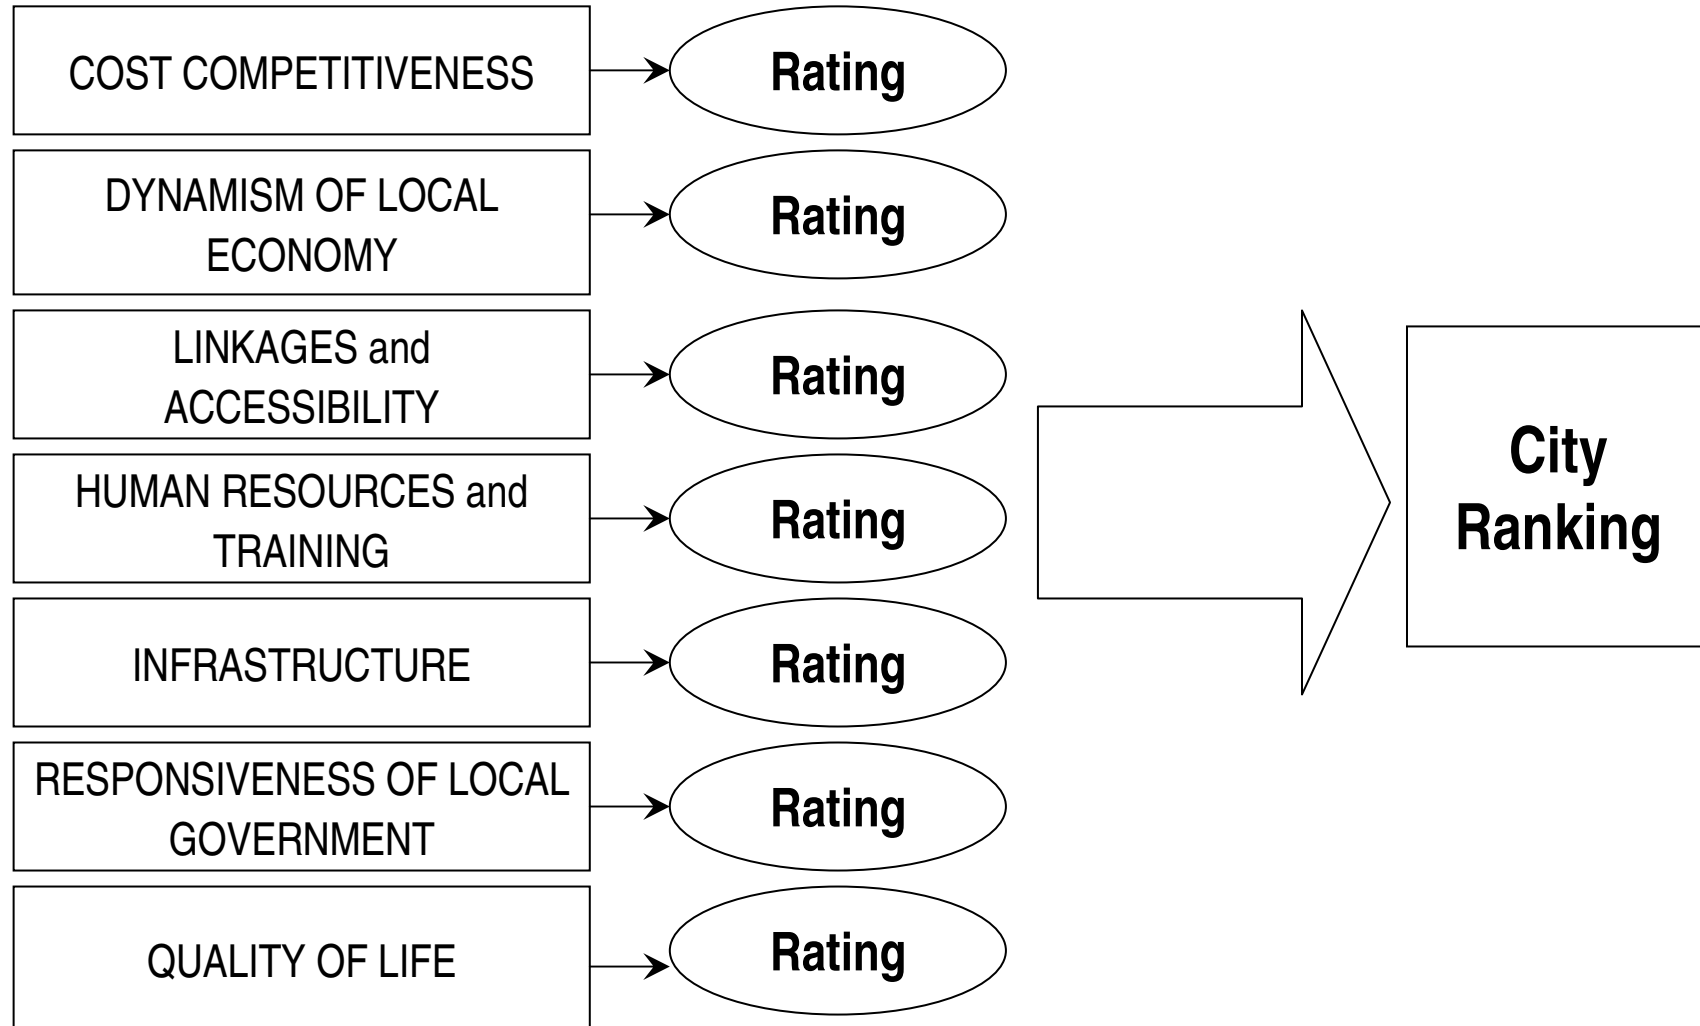 COST COMPETITIVENESS
Rating
DYNAMISM OF LOCAL
ECONOMY
Rating
LINKAGES and
ACCESSIBILITY
Rating
HUMAN RESOURCES and
TRAINING
Rating
INFRASTRUCTURE
Rating
RESPONSIVENESS OF LOCAL
GOVERNMENT
Rating
QUALITY OF LIFE
Rating
City
Ranking